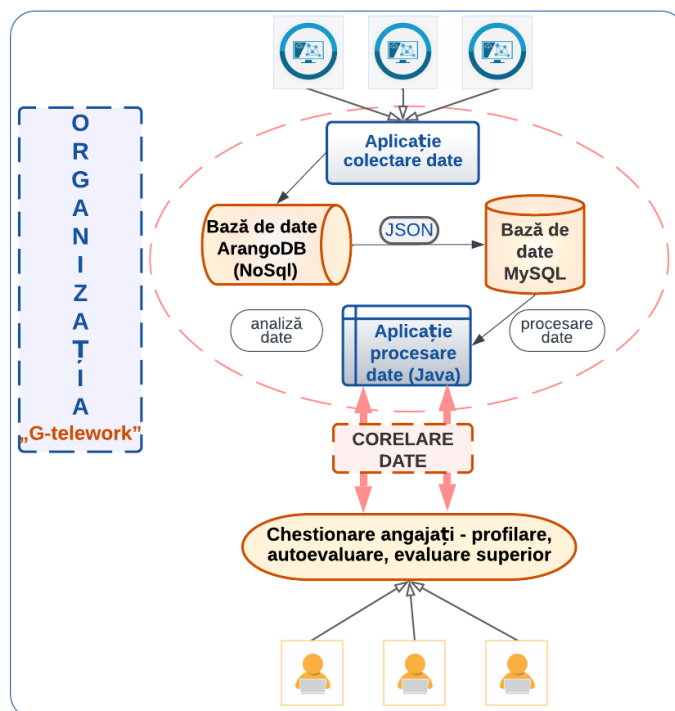 O
R
G
A
N
I
Z
A
Ț
I
A
„G-telework”
Aplicație
colectare date
Bază de date
ArangoDB
(NoSql)
JSON
Bază de
date
MySQL
analiză
date
Aplicație
procesare
date (Java)
procesare
date
CORELARE
DATE
Chestionare angajați - profilare,
autoevaluare, evaluare superior